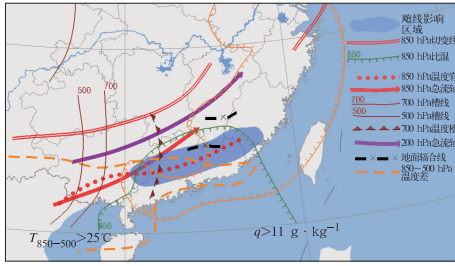 飑线影响
区域
850 hPa切变线
850 hPa比湿
850 hPa温度脊
850 hPa急流轴
700 hPa槽线
500 hPa槽线
700 hPa温度槽
200 hPa急流轴
地面辐合线
850-500 hPa
温度差
850
700
500
500
700
850
850
T850-500>25℃
q>11 g·kg-1